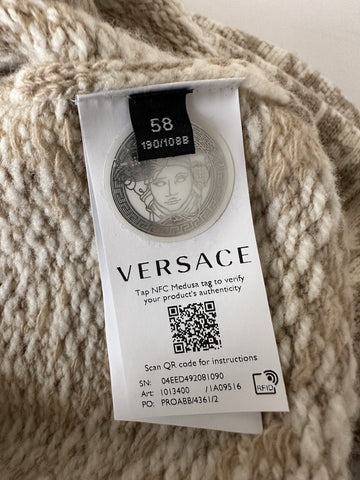 58
190/108B
VERSACE
Tap NFC Medusa tag to verify
your product's authenticity
Scan QR code for instructions
SN: 04EED492081090
Art: 1013400 /1A09516
PO: PROABB/4361/2
RFID